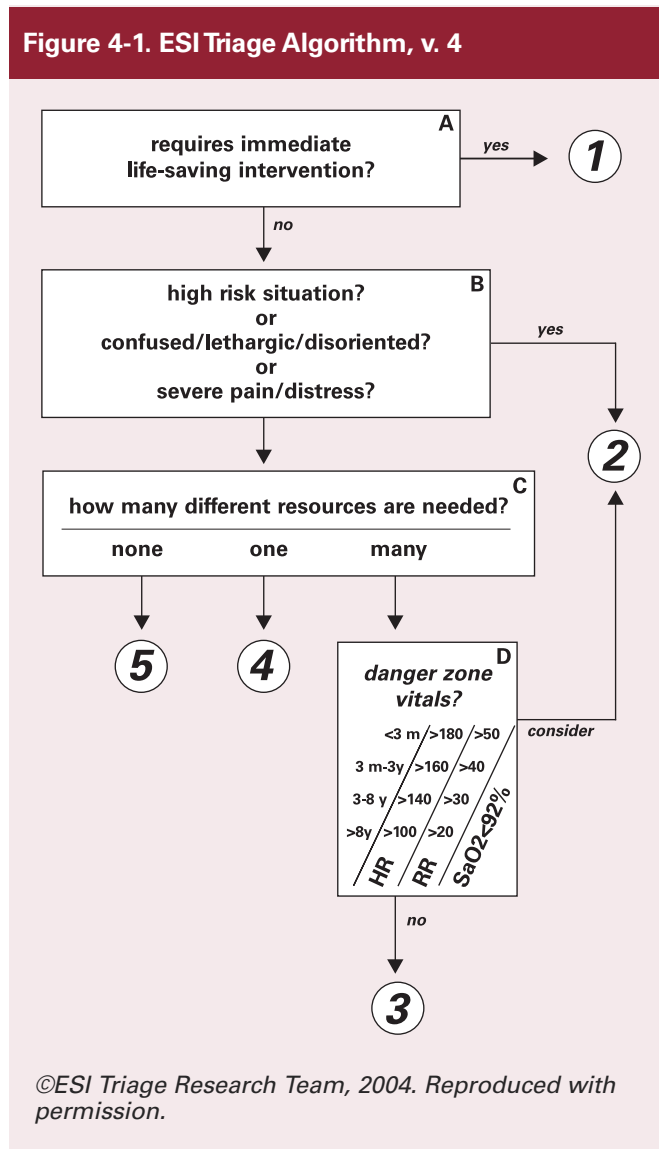 Figure 4-1. ESI Triage Algorithm, v. 4
A
requires immediate
life-saving intervention?
yes
1
no
B
high risk situation?
or
confused/lethargic/disoriented?
or
severe pain/distress?
yes
2
C
how many different resources are needed?
none one many
5 4
D
danger zone
vitals?
consider
<3 m >180 >50
3 m-3y >160 >40
3-8 y >140 >30
>8y >100 >20
HR RR SaO2<92%
no
3
©ESI Triage Research Team, 2004. Reproduced with
permission.